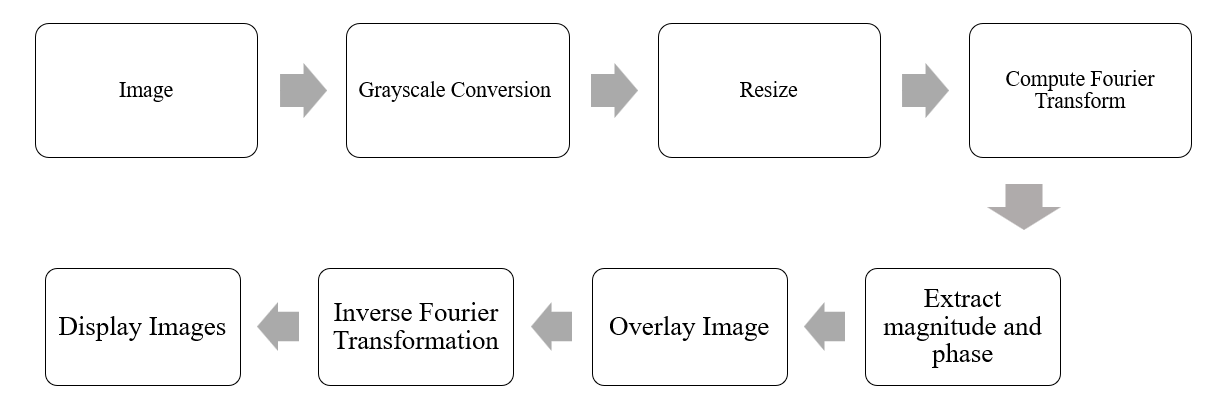 Image
Grayscale Conversion
Resize
Compute Fourier
Transform
Extract
magnitude and
phase
Overlay Image
Inverse Fourier
Transformation
Display Images